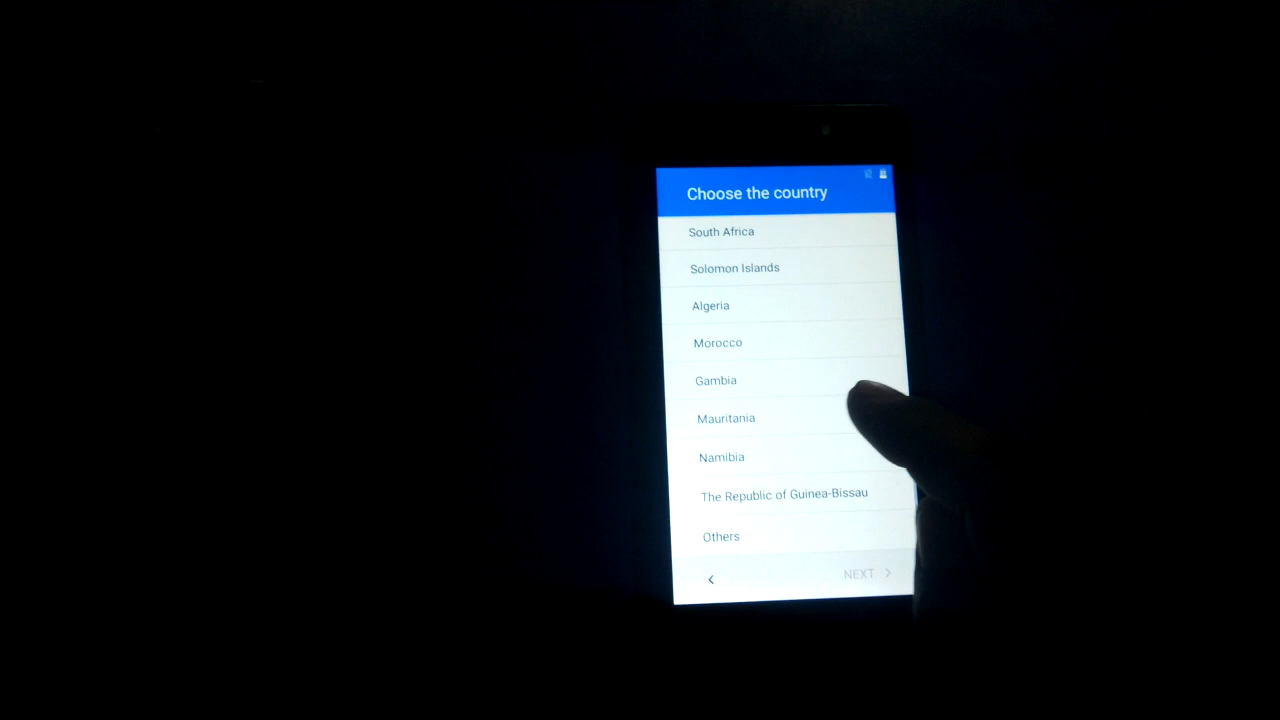 Choose the country
South Africa
Solomon Islands
Algeria
Morocco
Gambia
Mauritania
Namibia
The Republic of Guinea-Bissau
Others
NEXT